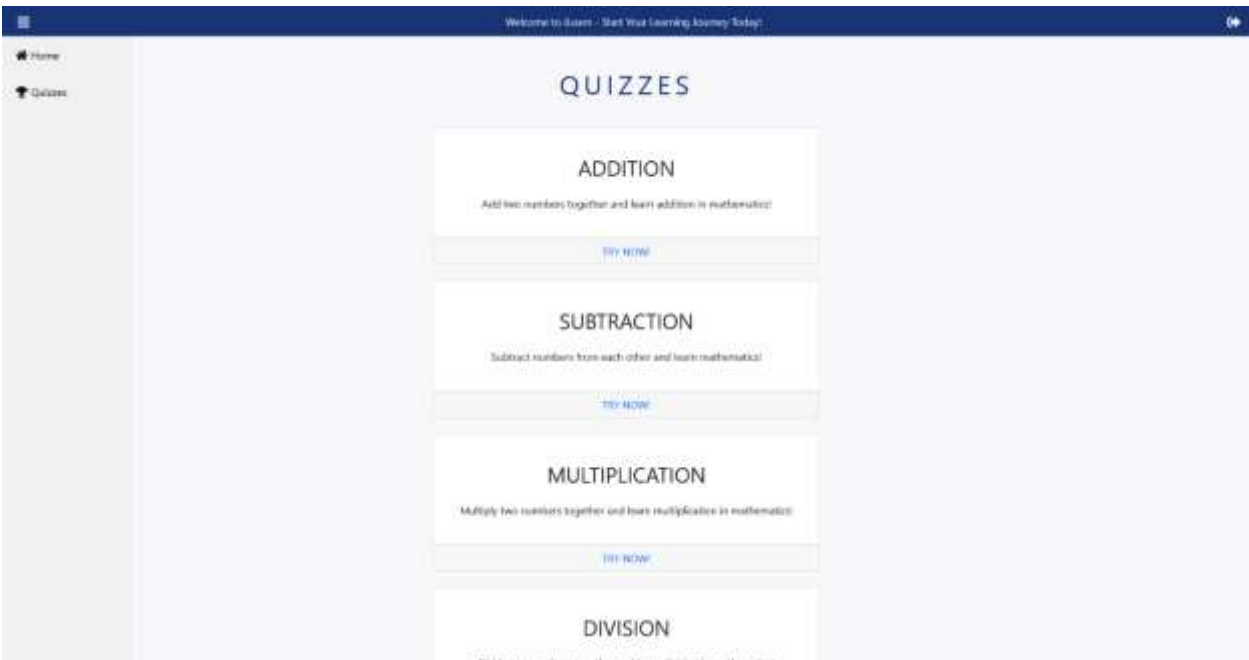 Welcome to - Start Your Learning Journey Today!
Home
Quizzes
QUIZZES
ADDITION
Add two numbers together and learn addition in mathematics!
TRY NOW!
SUBTRACTION
Subtract numbers from each other and learn mathematics!
TRY NOW!
MULTIPLICATION
Multiply two numbers together and learn multiplication in mathematics!
TRY NOW!
DIVISION